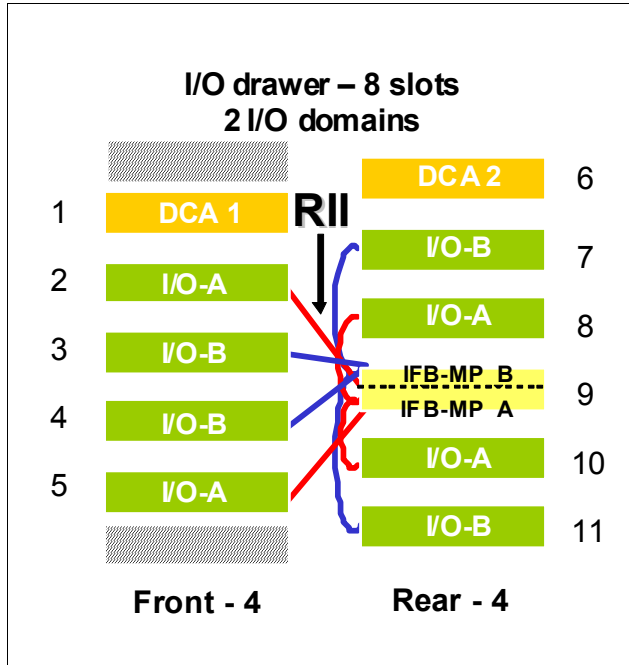 I/O drawer – 8 slots
2 I/O domains
1
DCA 1
RII
DCA 2
6
2
I/O-A
I/O-B
7
3
I/O-B
I/O-A
8
IFB-MP B
9
IFB-MP A
4
I/O-B
I/O-A
10
5
I/O-A
I/O-B
11
Front - 4
Rear - 4